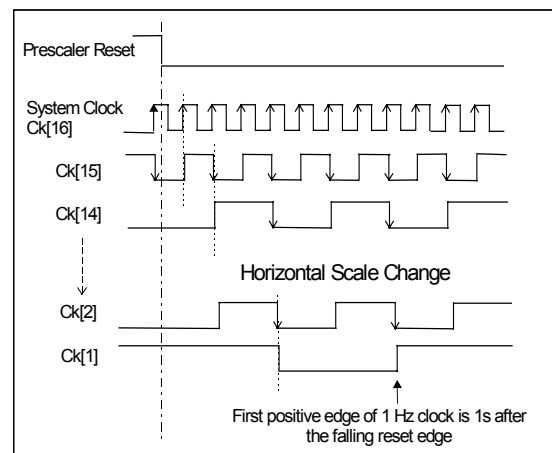 Prescaler Reset
System Clock
Ck[16]
Ck[15]
Ck[14]
Horizontal Scale Change
Ck[2]
Ck[1]
First positive edge of 1 Hz clock is 1s after
the falling reset edge